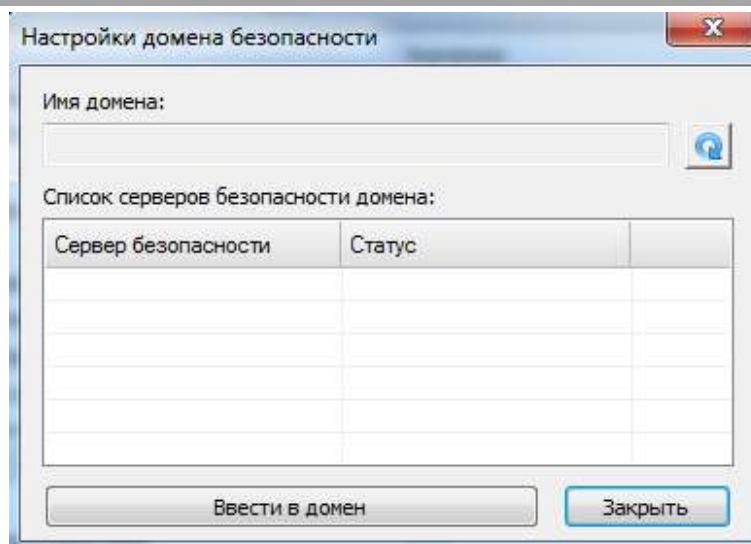 Настройки домена безопасности
Имя домена:
Список серверов безопасности домена:
Сервер безопасности Статус
Ввести в домен Закрыть